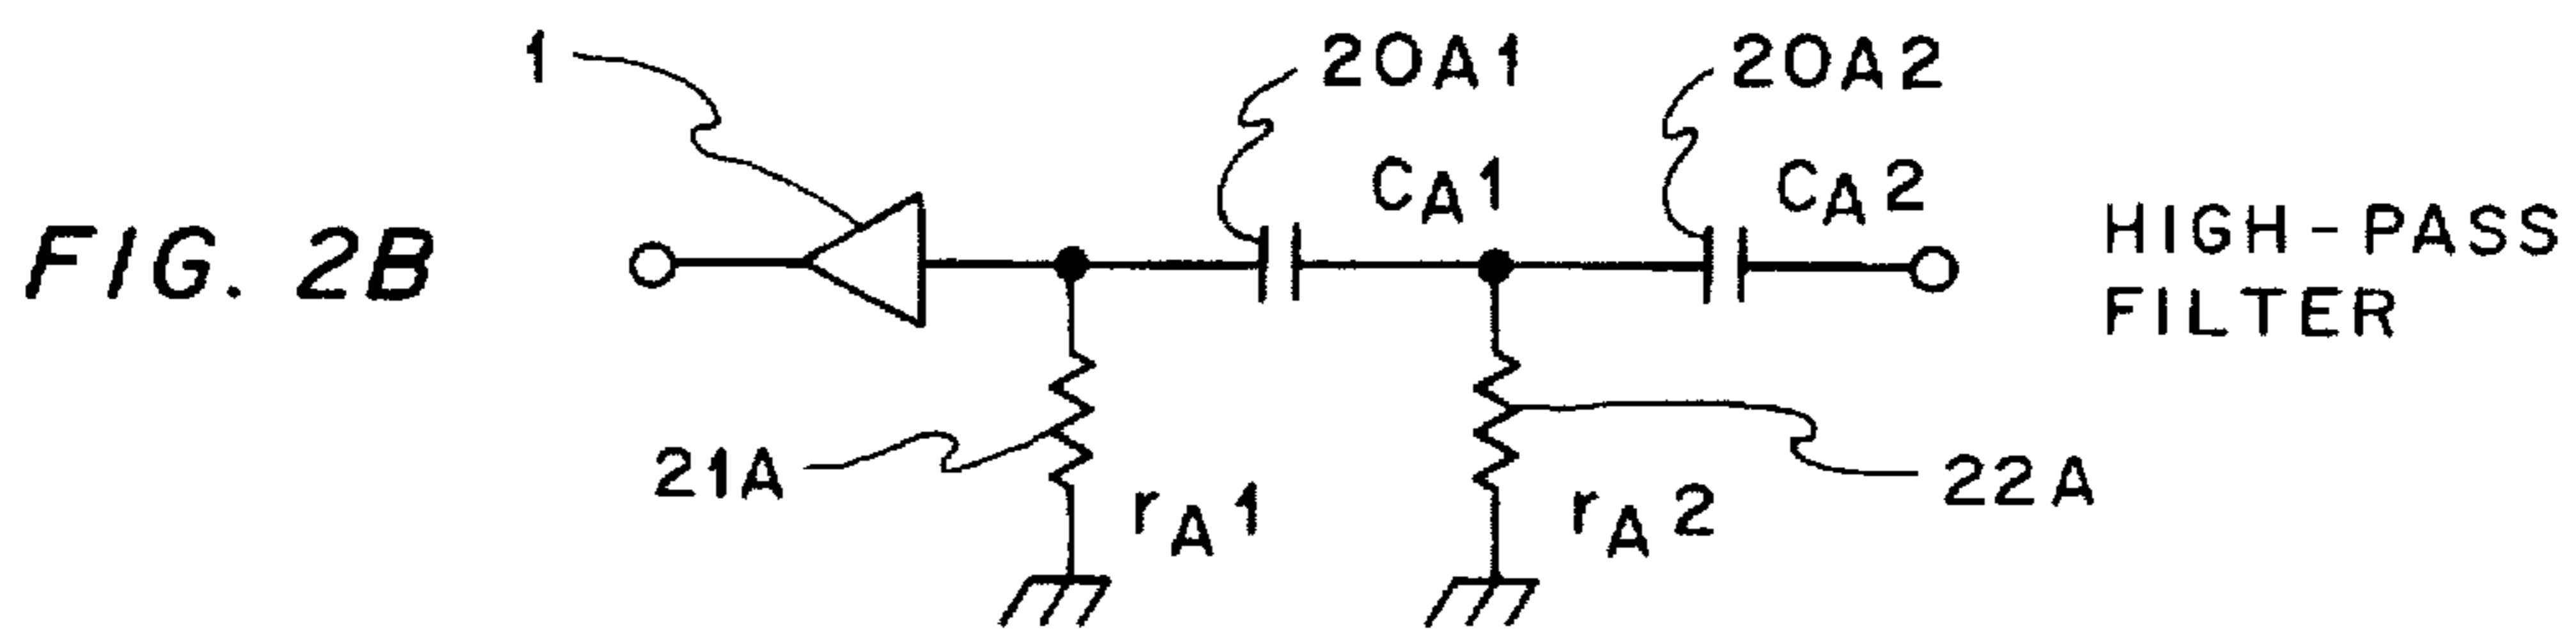 1
20A1
20A2
CA1
CA2
FIG. 2B
HIGH-PASS
FILTER
21A
rA1
rA2
22A